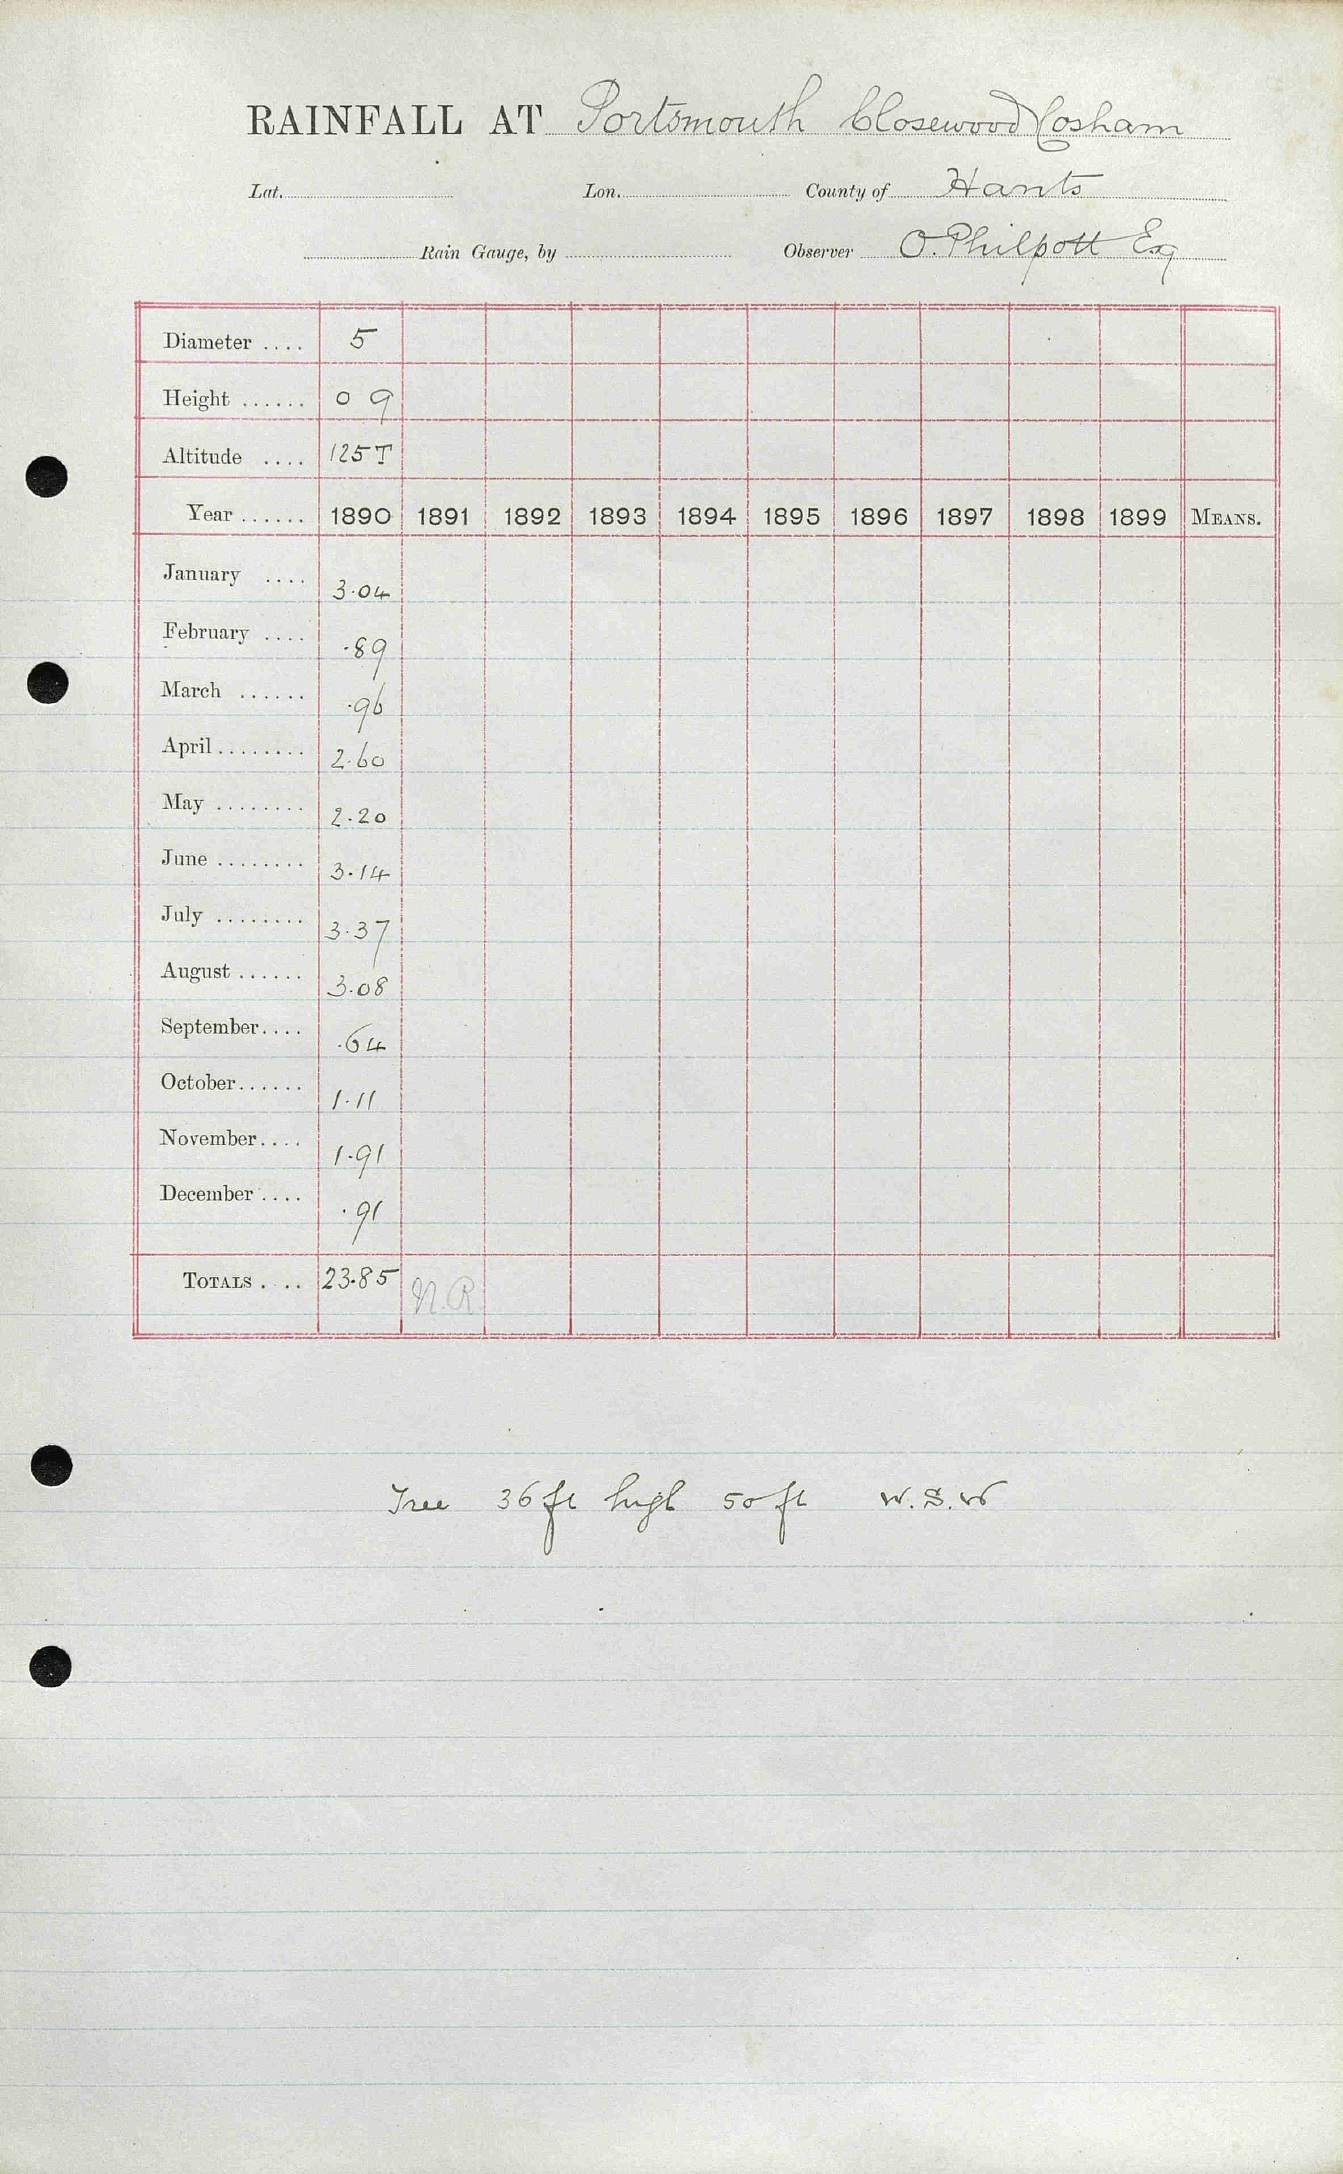 RAINFALL AT Portsmouth Closewood Cosham
Lat. Lon. County of Hants
Rain Gauge, by Observer O. Philpott Esq
Diameter .... 5
Height ...... 0 9
Altitude .... 125 T
Year ...... 1890 1891 1892 1893 1894 1895 1896 1897 1898 1899 MEANS.
January .... 3.04
February .... .89
March ...... .96
April ........ 2.60
May ........ 2.20
June ........ 3.14
July ........ 3.37
August ...... 3.08
September.... .64
October...... 1.11
November.... 1.91
December .... .91
TOTALS .... 23.85 N.R.
Tree 36 ft high 50 ft W.S.W